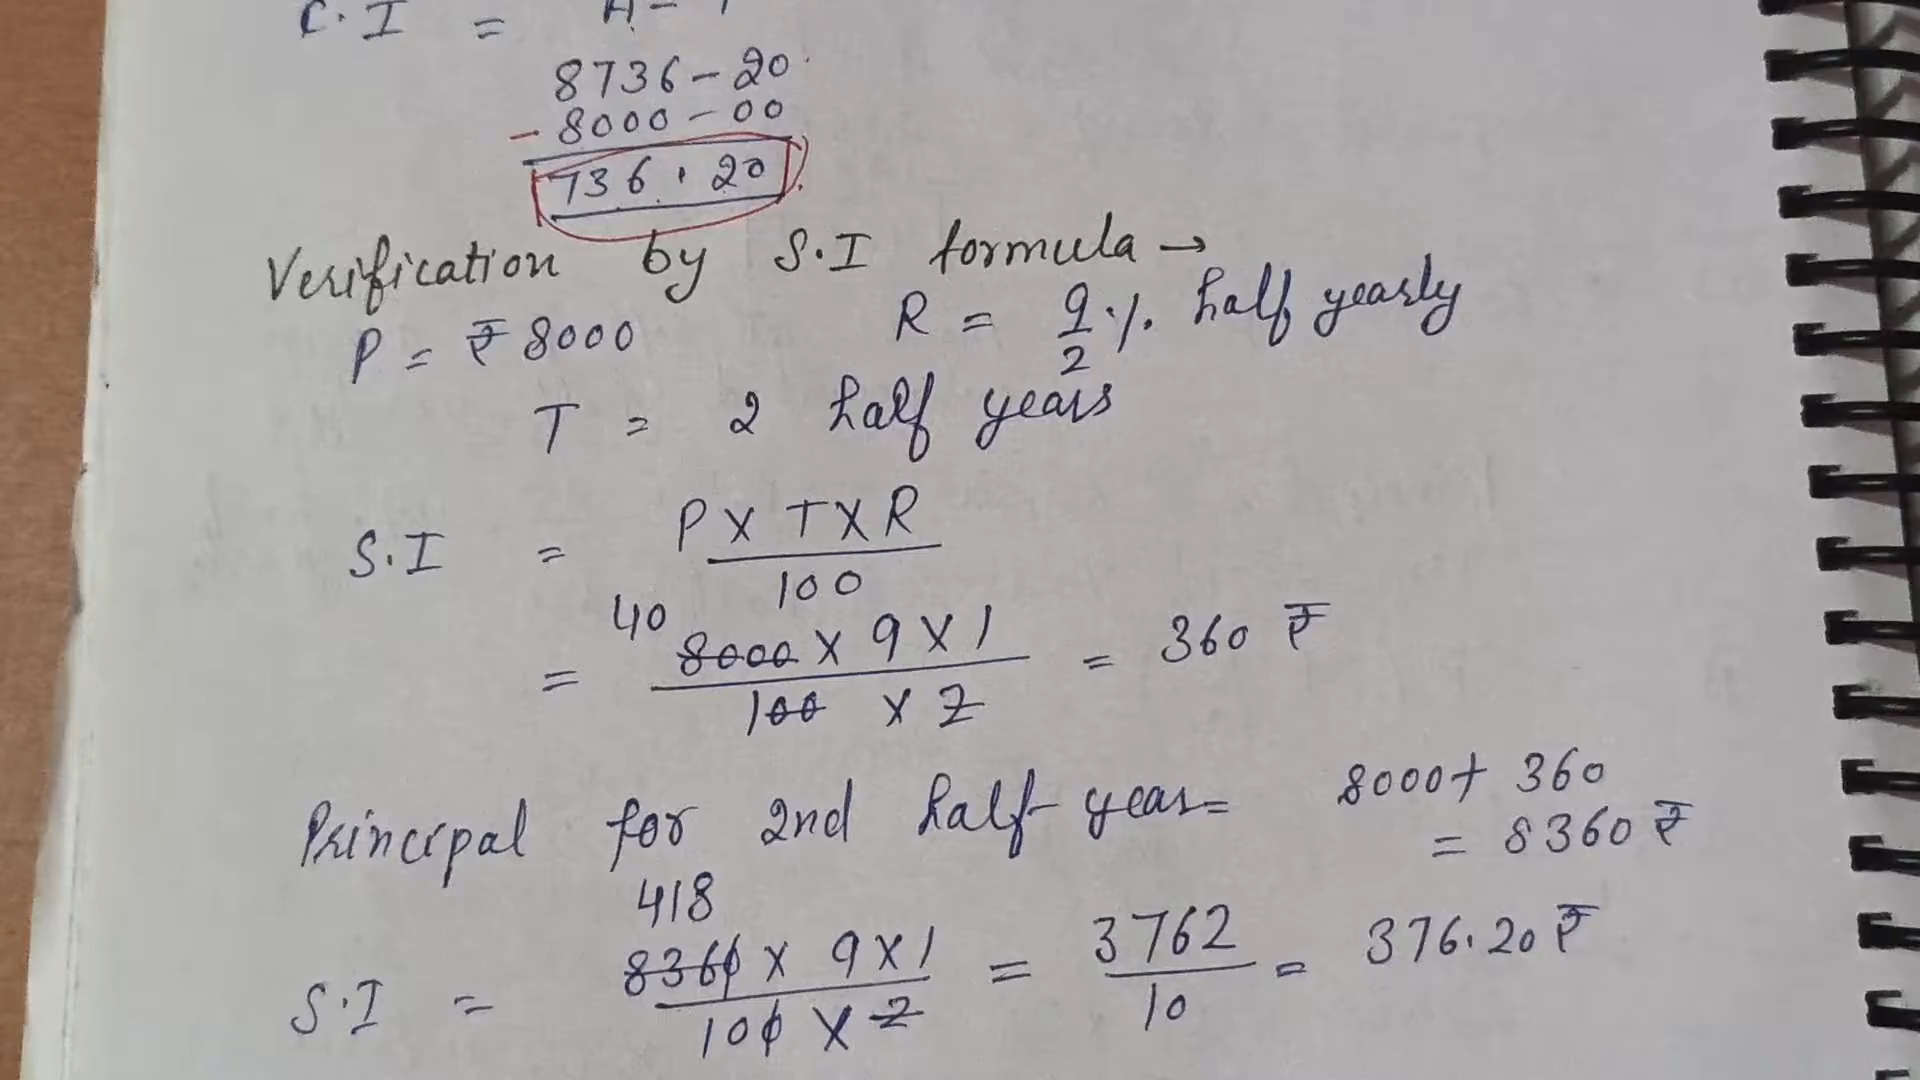 C.I = A - P
8736 - 20
- 8000 - 00
736.20
Verification by S.I formula →
P = ₹ 8000 R = 9/2 % half yearly
T = 2 half years
S.I = P X T X R / 100
= 40 8000 X 9 X 1 / 100 X 2 = 360 ₹
Principal for 2nd half year = 8000 + 360
= 8360 ₹
418
S.I = 8360 X 9 X 1 / 100 X 2 = 3762 / 10 = 376.20 ₹